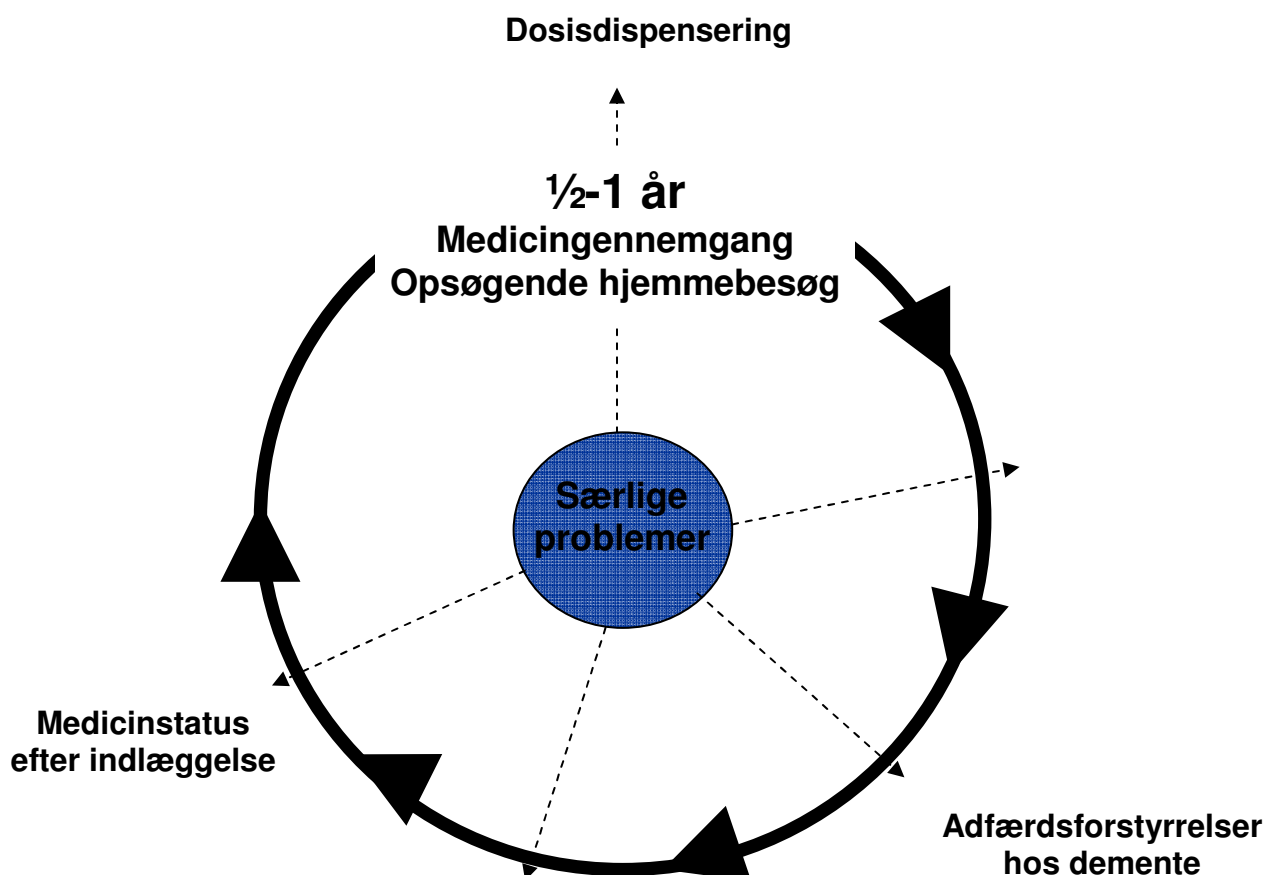 Dosisdispensering
½-1 år
Medicingennemgang
Opsøgende hjemmebesøg
Særlige
problemer
Medicinstatus
efter indlæggelse
Adfærdsforstyrrelser
hos demente